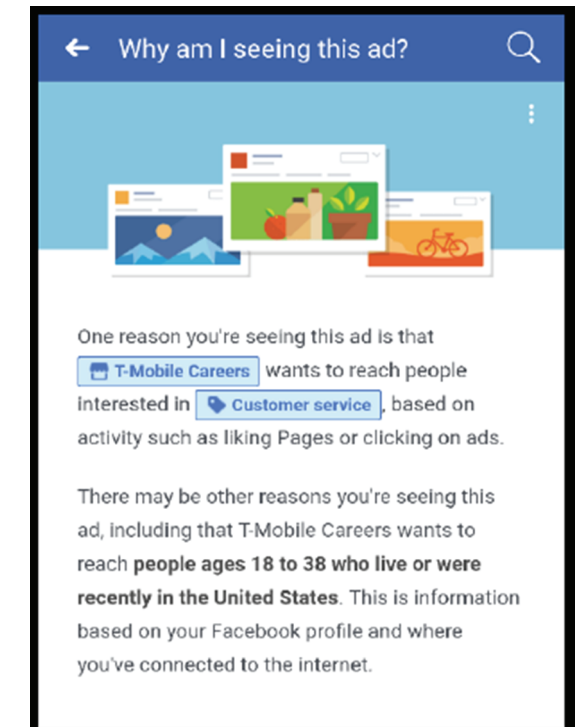 Why am I seeing this ad?
One reason you're seeing this ad is that
T-Mobile Careers wants to reach people
interested in Customer service, based on
activity such as liking Pages or clicking on ads.
There may be other reasons you're seeing this
ad, including that T-Mobile Careers wants to
reach people ages 18 to 38 who live or were
recently in the United States. This is information
based on your Facebook profile and where
you've connected to the internet.